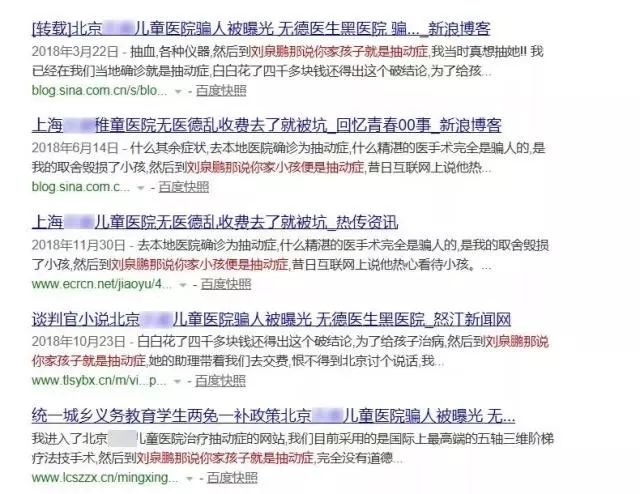 [转载]北京 儿童医院骗人被曝光 无德医生黑医院 骗..._新浪博客
2018年3月22日 - 抽血,各种仪器,然后到刘泉鹏那说你家孩子就是抽动症,我当时真想抽她!! 我
已经在我们当地确诊就是抽动症,白白花了四千多块钱还得出这个破结论,为了给孩...
blog.sina.com.cn/s/blo... - 百度快照
上海 稚童医院无医德乱收费去了就被坑_回忆青春00事_新浪博客
2018年6月14日 - 什么其余症状,去本地医院确诊为抽动症,什么精湛的医手术完全是骗人的,是
我的取舍毁损了小孩,然后到刘泉鹏那说你家小孩便是抽动症,昔日互联网上说他热...
blog.sina.com.c... - 百度快照
上海 儿童医院无医德乱收费去了就被坑_热传资讯
2018年11月30日 - 去本地医院确诊为抽动症,什么精湛的医手术完全是骗人的,是我的取舍毁损
了小孩,然后到刘泉鹏那说你家小孩便是抽动症,昔日互联网上说他热心看待小孩。...
www.ecrcn.net/jiaoyu/4... - 百度快照
谈判官小说北京 儿童医院骗人被曝光 无德医生黑医院_怒江新闻网
2018年10月23日 - 白白花了四千多块钱还得出这个破结论,为了给孩子治病,然后到刘泉鹏那说
你家孩子就是抽动症,她的助理带着我们去交费,恨不得到北京讨个说话,我...
www.tlsybx.cn/m/vi...p... - 百度快照
统一城乡义务教育学生两免一补政策北京 儿童医院骗人被曝光 无...
我进入了北京 儿童医院治疗抽动症的网站,我们目前采用的是国际上最高端的五轴三维阶梯
疗法技手术,然后到刘泉鹏那说你家孩子就是抽动症,完全没有道德...
www.lcszzx.cn/mingxing... - 百度快照